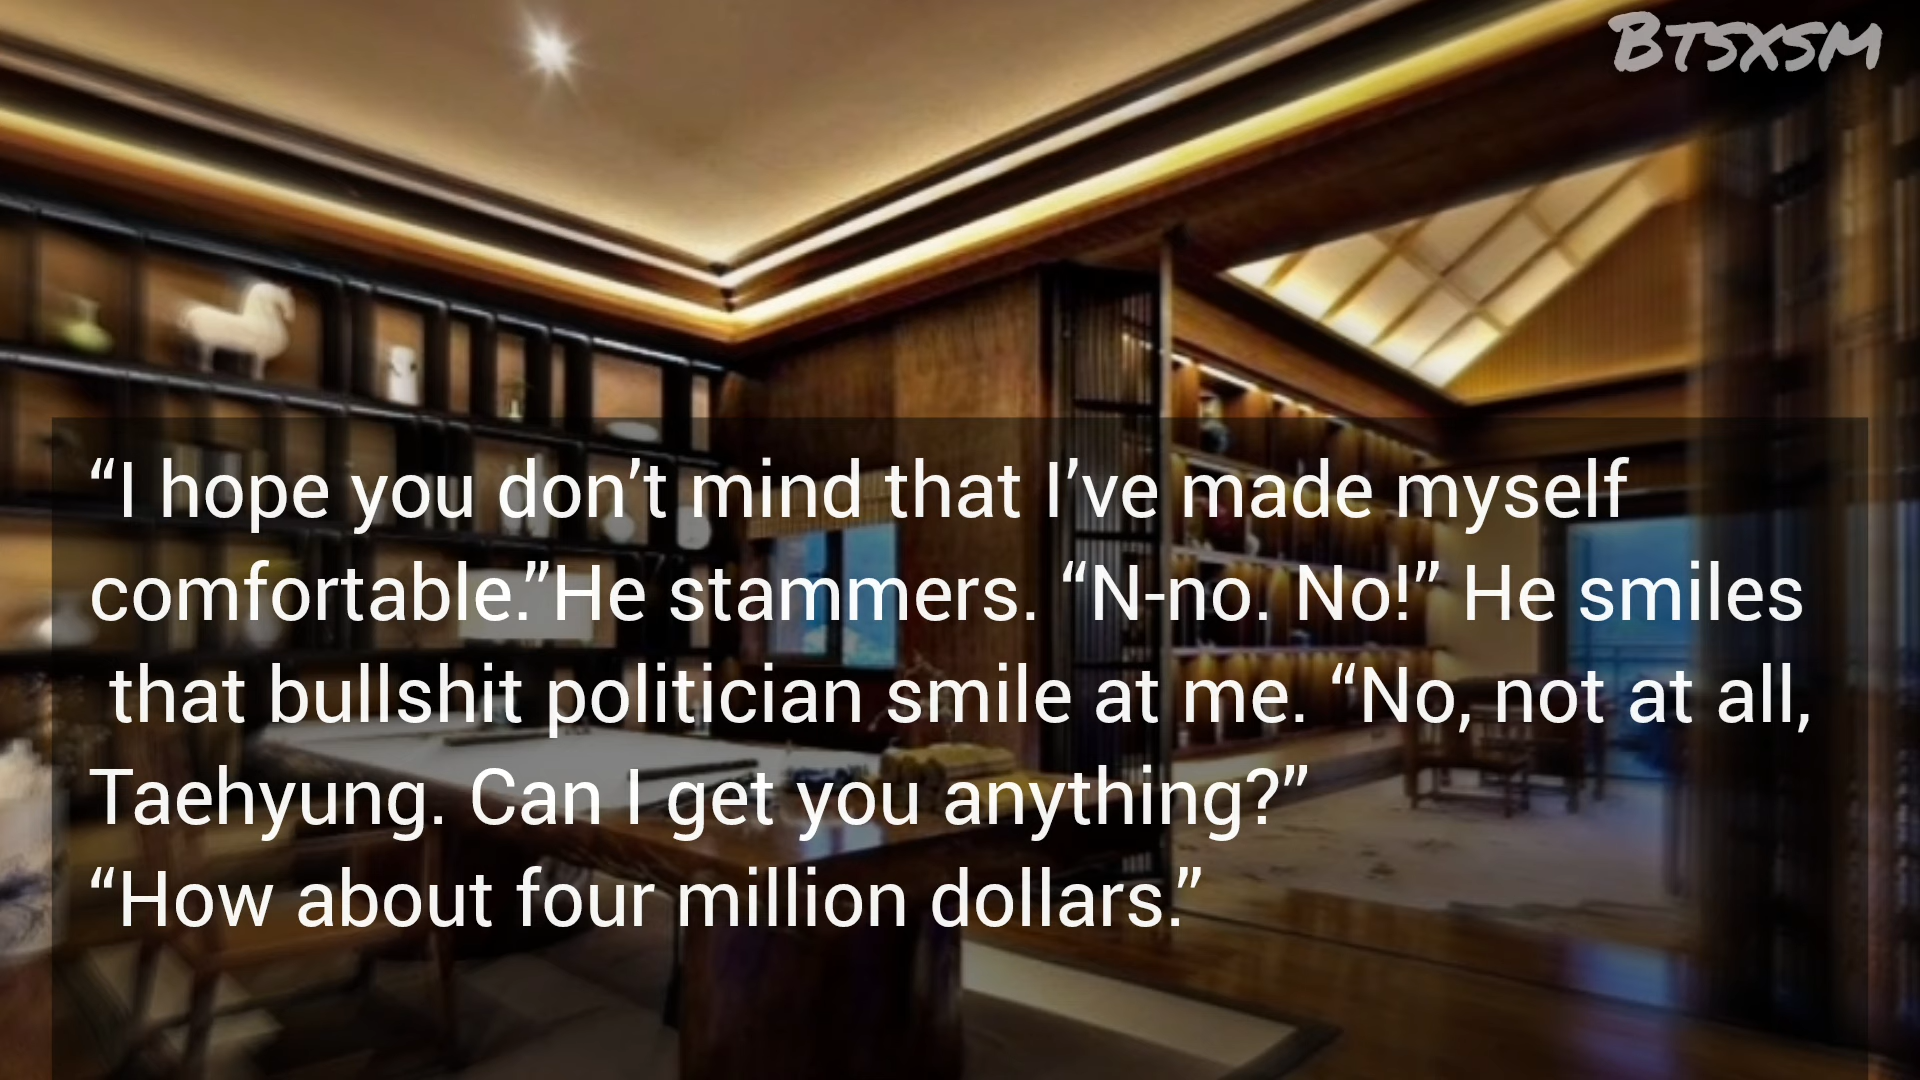 Btsxsm
“I hope you don’t mind that I’ve made myself
comfortable.”He stammers. “N-no. No!” He smiles
that bullshit politician smile at me. “No, not at all,
Taehyung. Can I get you anything?”
“How about four million dollars.”